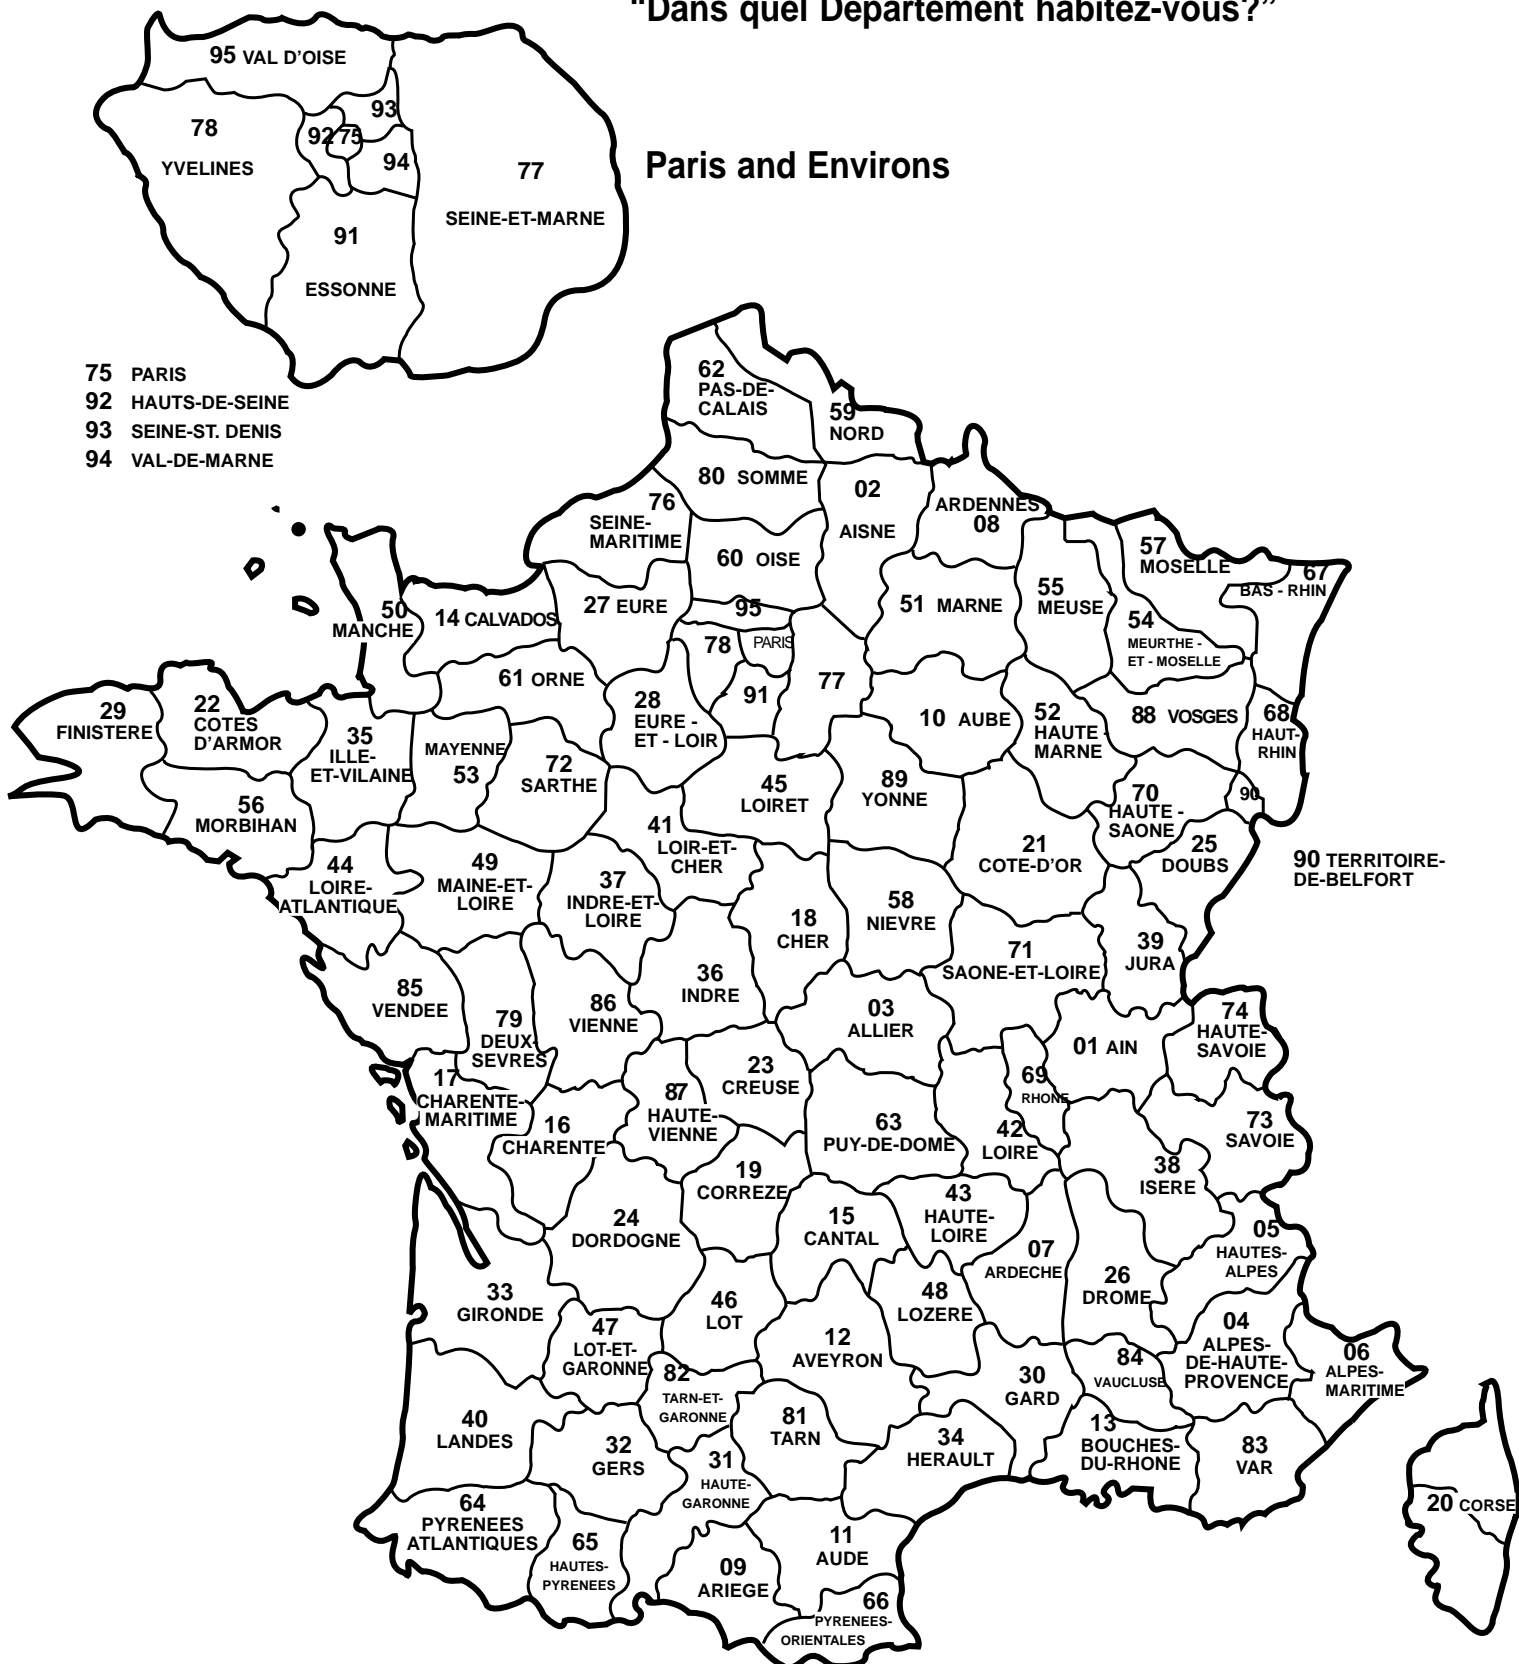 “Dans quel Département habitez-vous?”
95 VAL D’OISE
93
78
92
75
94
YVELINES
77
Paris and Environs
SEINE-ET-MARNE
91
ESSONNE
75 PARIS
92 HAUTS-DE-SEINE
93 SEINE-ST. DENIS
94 VAL-DE-MARNE
62
PAS-DE-
CALAIS
59
NORD
80 SOMME
02
AISNE
ARDENNES
08
76
SEINE-
MARITIME
60 OISE
57
MOSELLE
67
BAS - RHIN
55
MEUSE
51 MARNE
54
MEURTHE -
ET - MOSELLE
50
MANCHE
14 CALVADOS
27 EURE
95
78
PARIS
91
77
61 ORNE
28
EURE -
ET - LOIR
10 AUBE
52
HAUTE
MARNE
88 VOSGES
68
HAUT-
RHIN
29
FINISTERE
22
COTES
D’ARMOR
35
ILLE-
ET-VILAINE
MAYENNE
53
72
SARTHE
45
LOIRET
89
YONNE
70
HAUTE -
SAONE
90
56
MORBIHAN
41
LOIR-ET-
CHER
21
COTE-D’OR
25
DOUBS
90 TERRITOIRE-
DE-BELFORT
44
LOIRE-
ATLANTIQUE
49
MAINE-ET-
LOIRE
37
INDRE-ET-
LOIRE
18
CHER
58
NIEVRE
71
SAONE-ET-LOIRE
39
JURA
85
VENDEE
79
DEUX-
SEVRES
86
VIENNE
36
INDRE
03
ALLIER
01 AIN
74
HAUTE-
SAVOIE
17
CHARENTE-
MARITIME
16
CHARENTE
87
HAUTE-
VIENNE
23
CREUSE
63
PUY-DE-DOME
69
RHONE
42
LOIRE
73
SAVOIE
38
ISERE
19
CORREZE
24
DORDOGNE
15
CANTAL
43
HAUTE-
LOIRE
07
ARDECHE
26
DROME
05
HAUTES-
ALPES
33
GIRONDE
47
LOT-ET-
GARONNE
46
LOT
12
AVEYRON
48
LOZERE
04
ALPES-
DE-HAUTE-
PROVENCE
06
ALPES-
MARITIME
82
TARN-ET-
GARONNE
84
VAUCLUSE
30
GARD
40
LANDES
32
GERS
81
TARN
34
HERAULT
13
BOUCHES-
DU-RHONE
83
VAR
31
HAUTE-
GARONNE
20 CORSE
64
PYRENEES
ATLANTIQUES
65
HAUTES-
PYRENEES
09
ARIEGE
11
AUDE
66
PYRENEES-
ORIENTALES